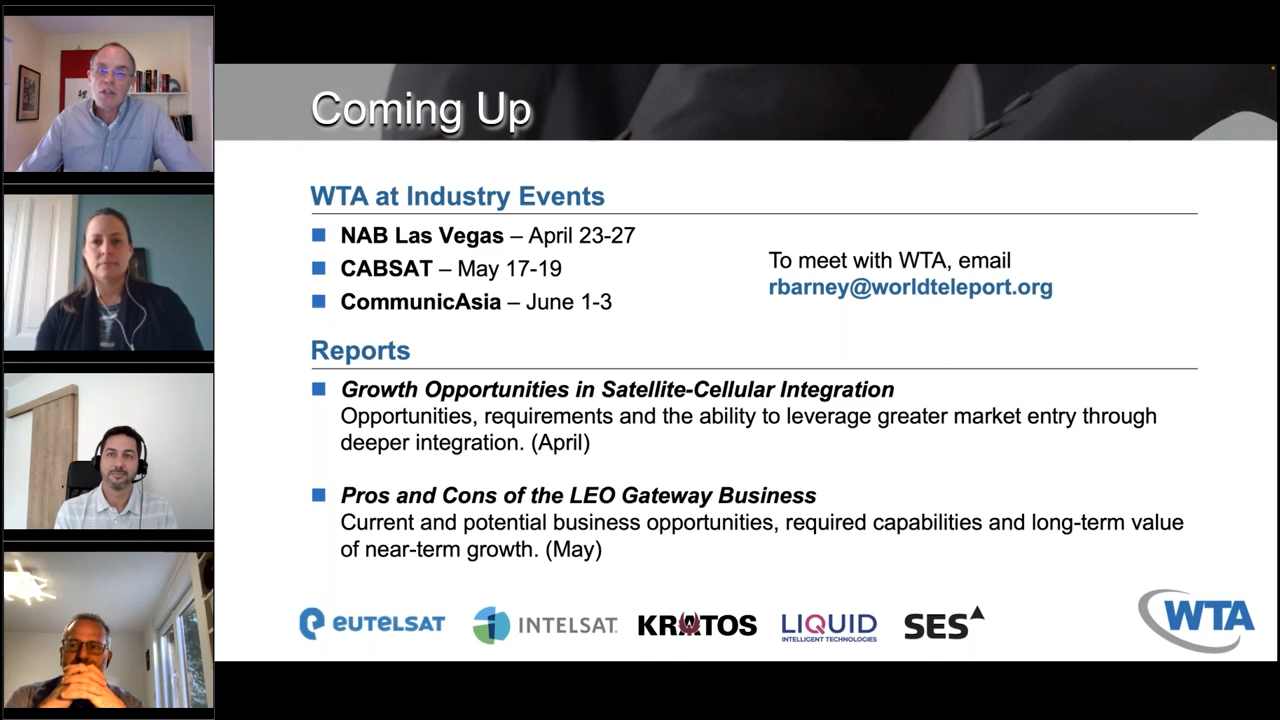 Coming Up
WTA at Industry Events
NAB Las Vegas – April 23-27
CABSAT – May 17-19
CommunicAsia – June 1-3
To meet with WTA, email
rbarney@worldteleport.org
Reports
Growth Opportunities in Satellite-Cellular Integration
Opportunities, requirements and the ability to leverage greater market entry through
deeper integration. (April)
Pros and Cons of the LEO Gateway Business
Current and potential business opportunities, required capabilities and long-term value
of near-term growth. (May)
eutelsat
INTELSAT.
KRATOS
LIQUID
INTELLIGENT TECHNOLOGIES
SES
WTA